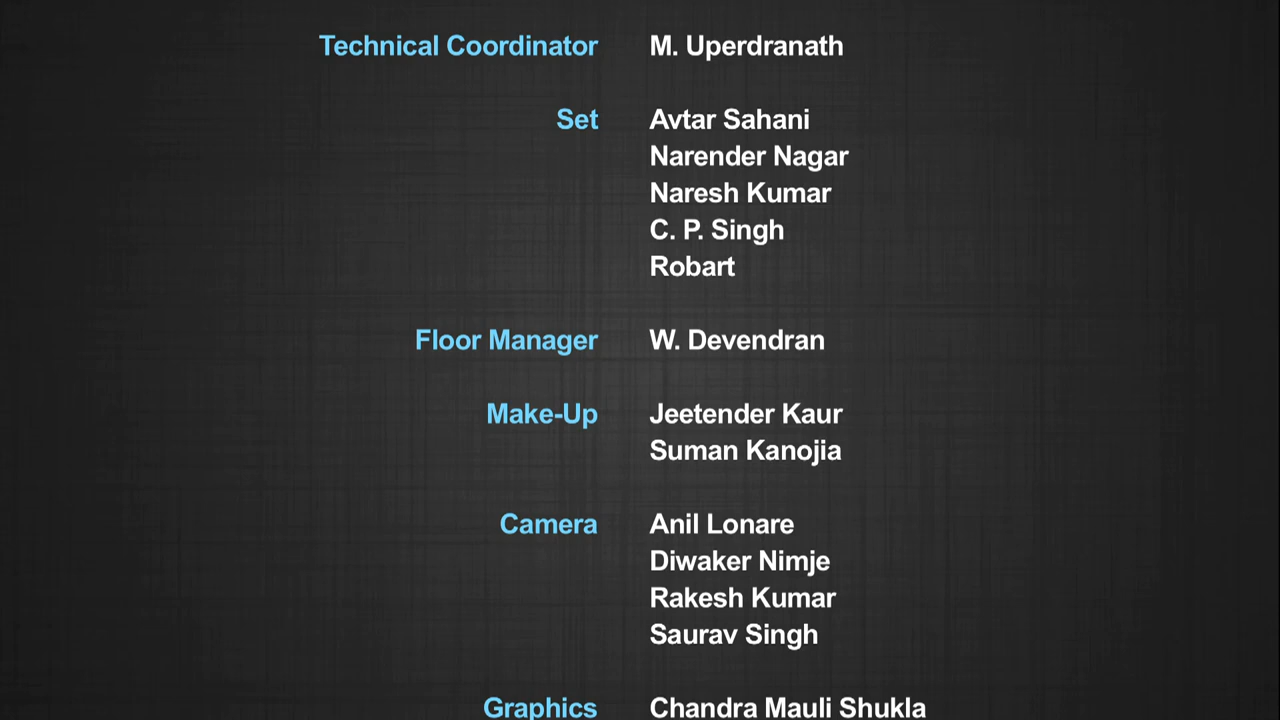 Technical Coordinator M. Uperdranath
Set Avtar Sahani
Narender Nagar
Naresh Kumar
C. P. Singh
Robart
Floor Manager W. Devendran
Make-Up Jeetender Kaur
Suman Kanojia
Camera Anil Lonare
Diwaker Nimje
Rakesh Kumar
Saurav Singh
Graphics Chandra Mauli Shukla